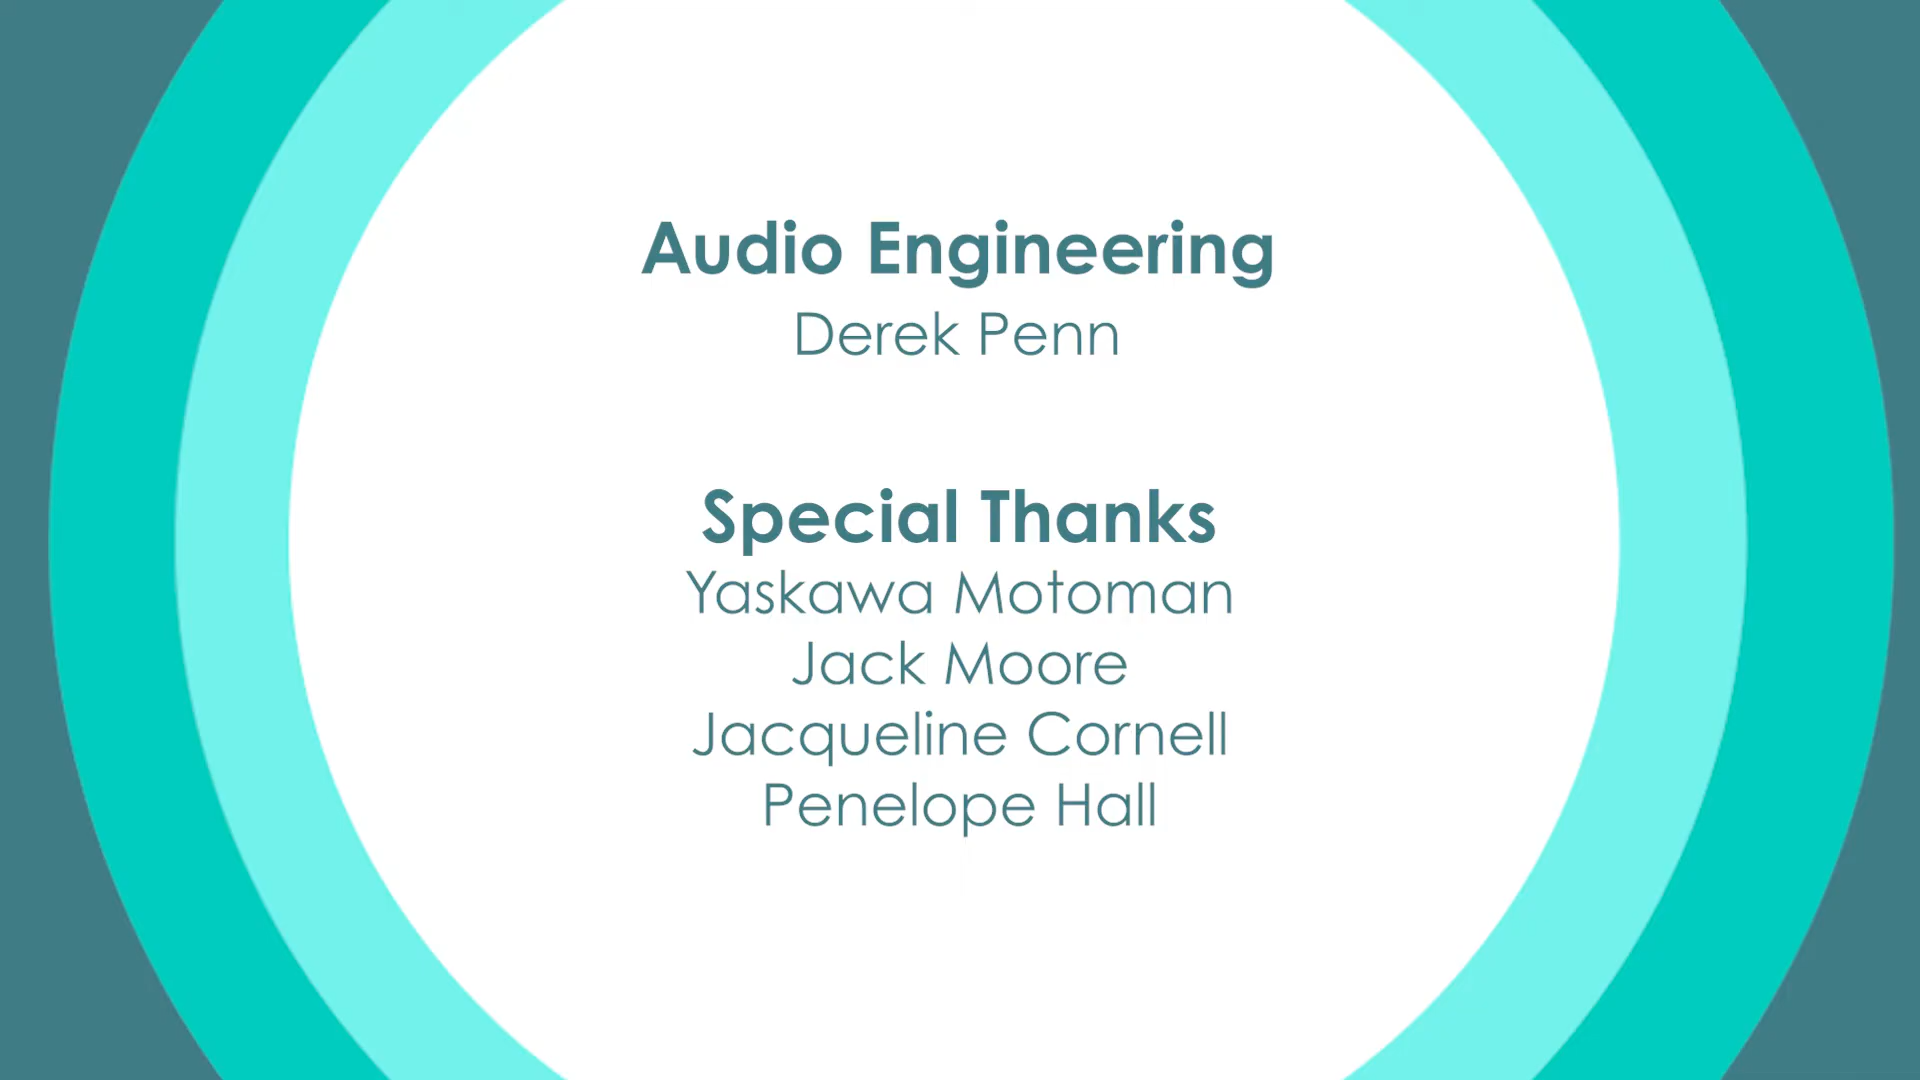 Audio Engineering
Derek Penn
Special Thanks
Yaskawa Motoman
Jack Moore
Jacqueline Cornell
Penelope Hall